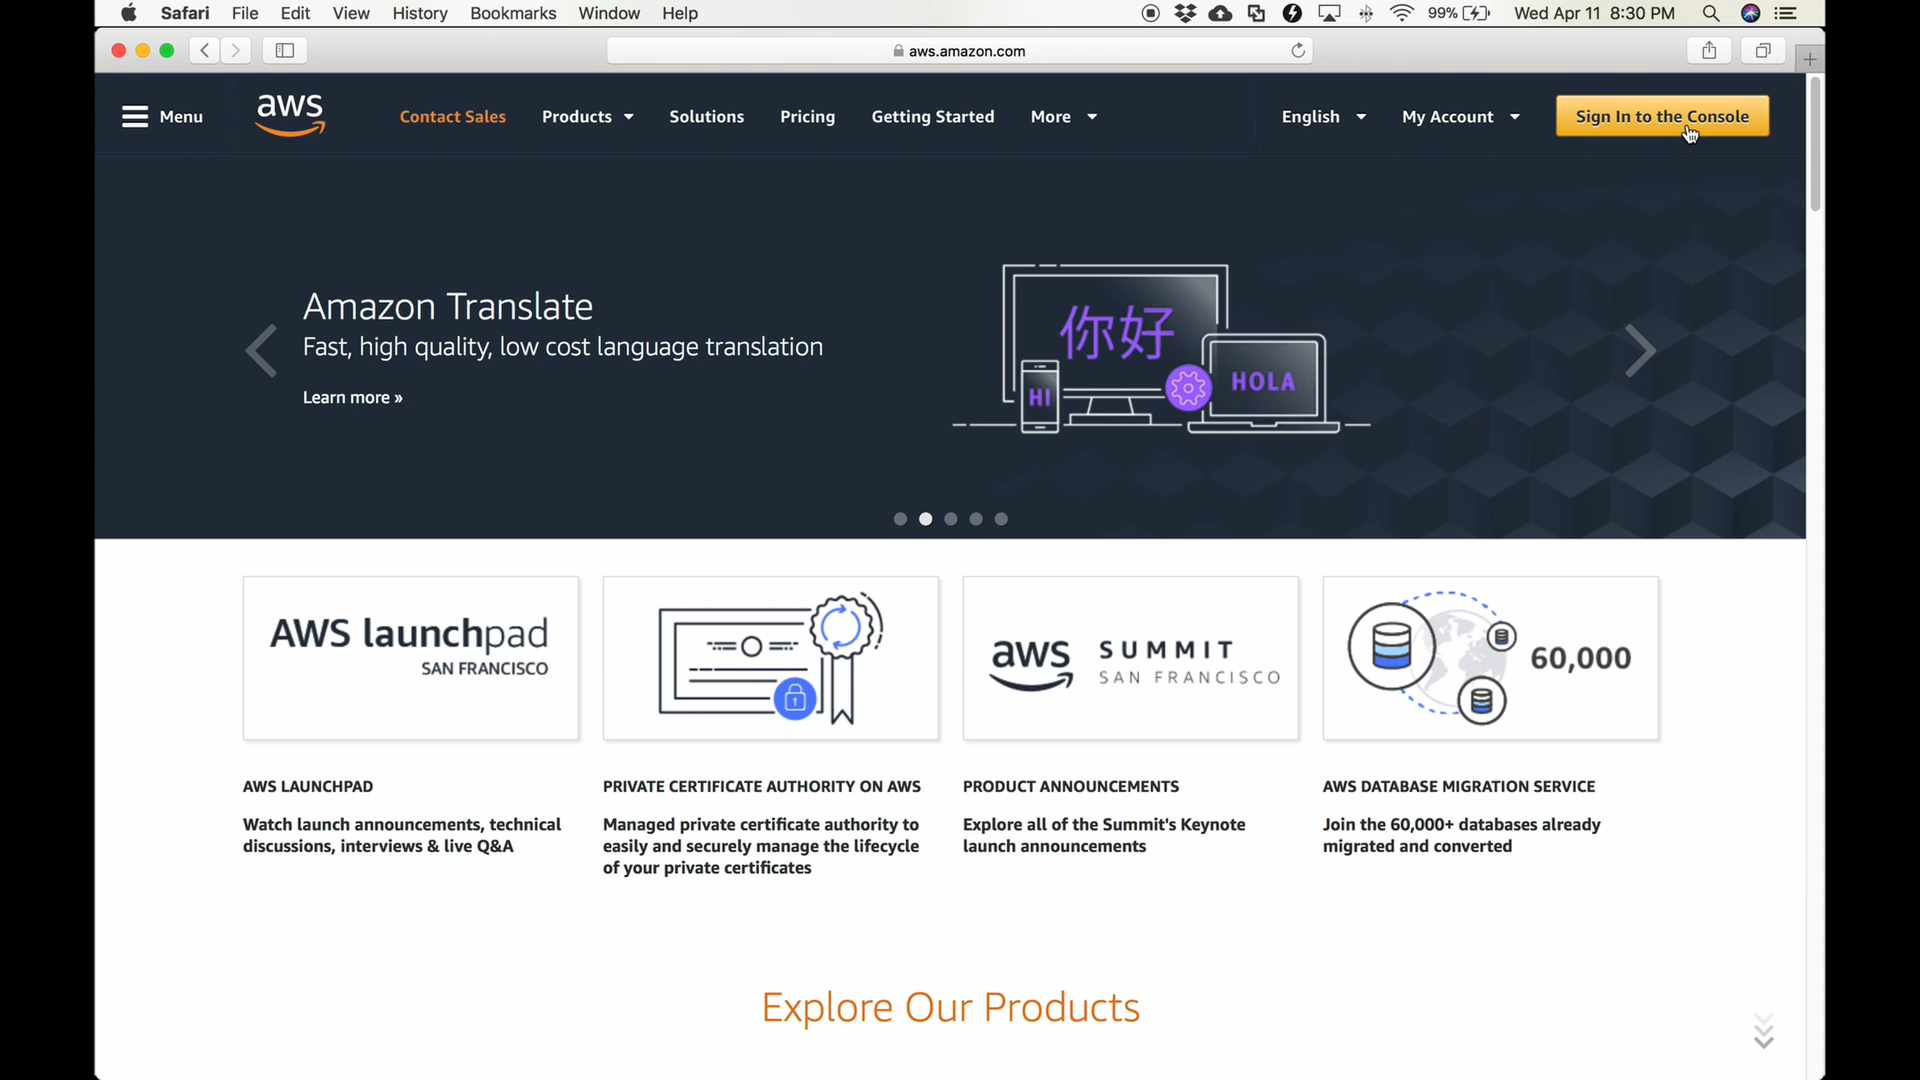 Safari File Edit View History Bookmarks Window Help 99% Wed Apr 11 8:30 PM
aws.amazon.com
Menu aws Contact Sales Products Solutions Pricing Getting Started More English My Account Sign In to the Console
Amazon Translate
Fast, high quality, low cost language translation
Learn more »
你好
HI
HOLA
AWS launchpad
SAN FRANCISCO
aws SUMMIT
SAN FRANCISCO
60,000
AWS LAUNCHPAD
Watch launch announcements, technical
discussions, interviews & live Q&A
PRIVATE CERTIFICATE AUTHORITY ON AWS
Managed private certificate authority to
easily and securely manage the lifecycle
of your private certificates
PRODUCT ANNOUNCEMENTS
Explore all of the Summit's Keynote
launch announcements
AWS DATABASE MIGRATION SERVICE
Join the 60,000+ databases already
migrated and converted
Explore Our Products